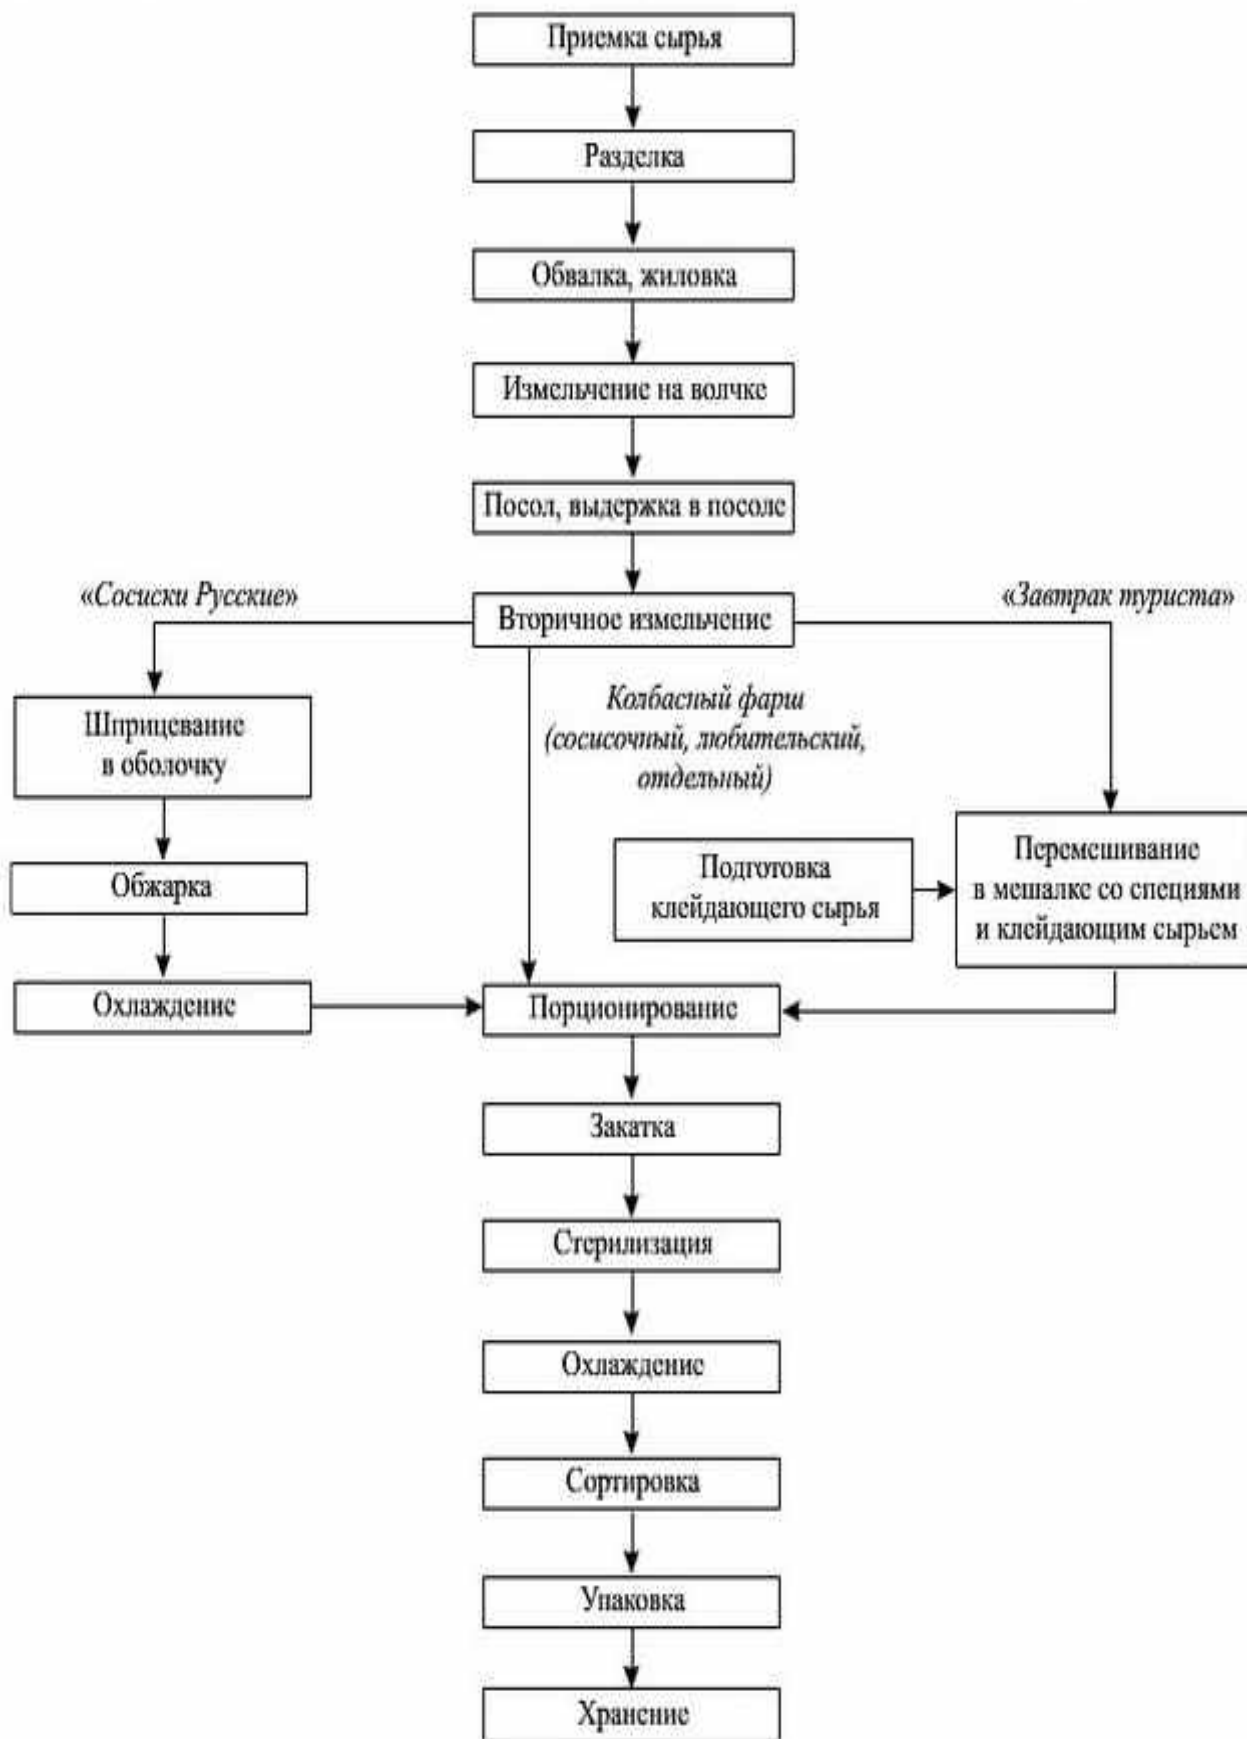 Приемка сырья
Разделка
Обвалка, жиловка
Измельчение на волчке
Посол, выдержка в посоле
«Сосиски Русские»
Вторичное измельчение
«Завтрак туриста»
Шприцевание
в оболочку
Колбасный фарш
(сосисочный, любительский,
отдельный)
Обжарка
Подготовка
клейдающего сырья
Перемешивание
в мешалке со специями
и клейдающим сырьем
Охлаждение
Порционирование
Закатка
Стерилизация
Охлаждение
Сортировка
Упаковка
Хранение